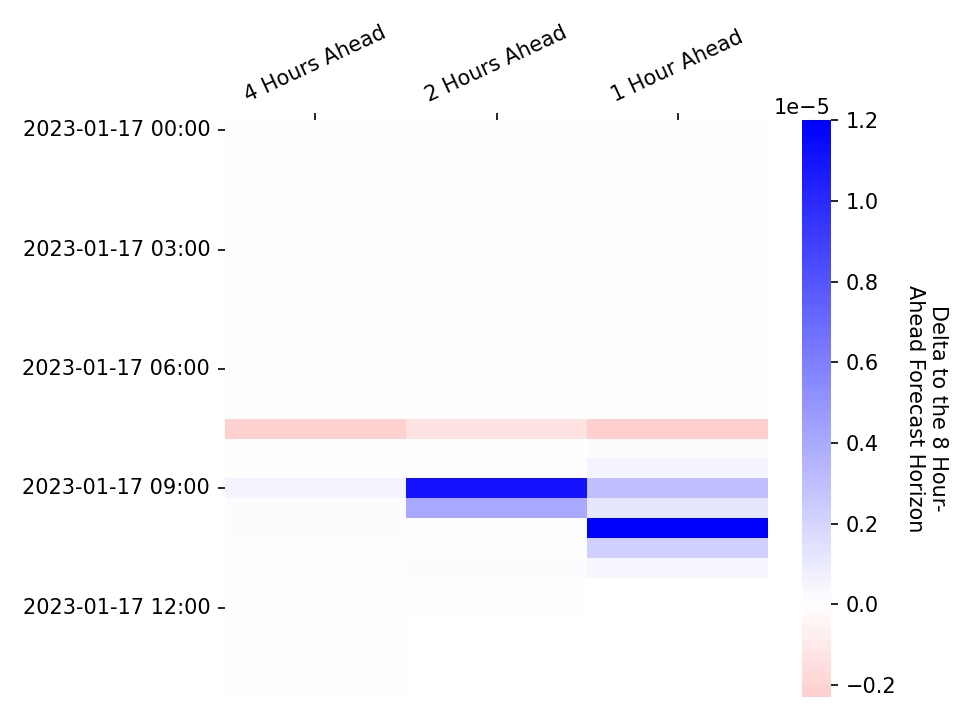 4 Hours Ahead
2 Hours Ahead
1 Hour Ahead
1e−5
2023-01-17 00:00
2023-01-17 03:00
2023-01-17 06:00
2023-01-17 09:00
2023-01-17 12:00
1.2
1.0
0.8
0.6
0.4
0.2
0.0
−0.2
Delta to the 8 Hour-
Ahead Forecast Horizon